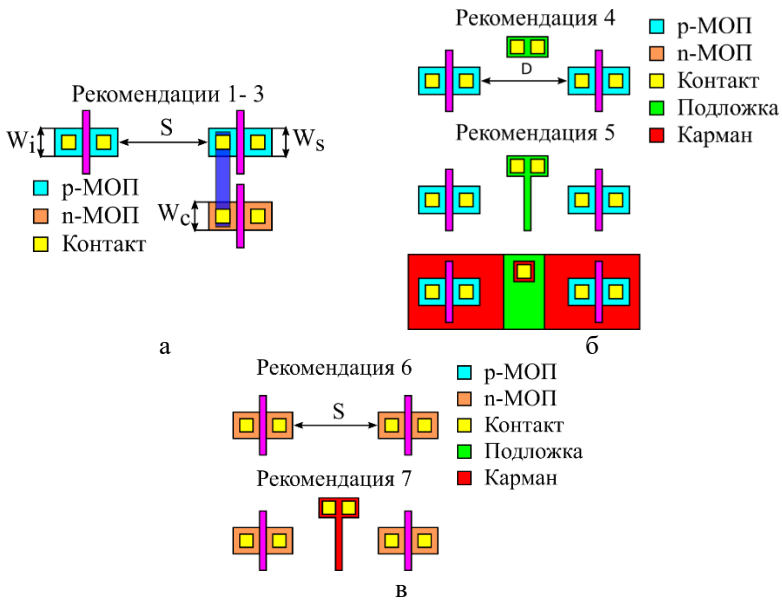 Рекомендации 1- 3
Wi
S
Ws
Wc
р-МОП
n-МОП
Контакт
а
Рекомендация 4
D
Рекомендация 5
р-МОП
n-МОП
Контакт
Подложка
Карман
б
Рекомендация 6
S
Рекомендация 7
р-МОП
n-МОП
Контакт
Подложка
Карман
в